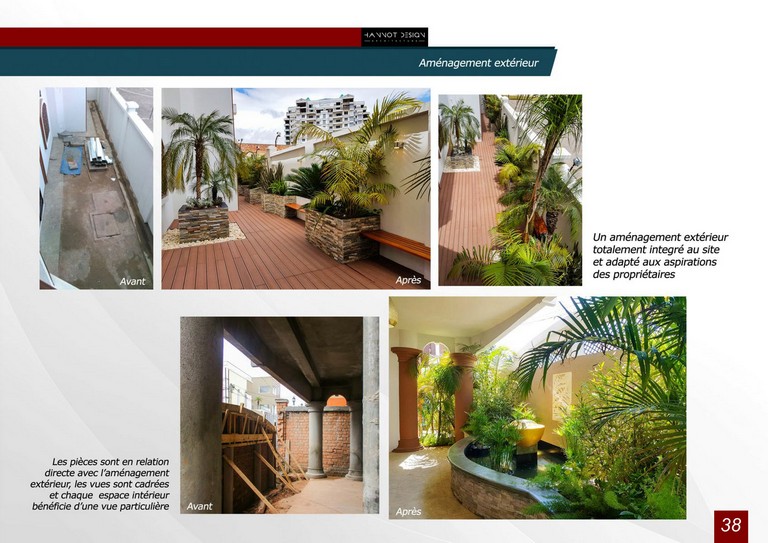 HANNOT DESIGN
Aménagement extérieur
Avant
Après
Un aménagement extérieur
totalement integré au site
et adapté aux aspirations
des propriétaires
Les pièces sont en relation
directe avec l'aménagement
extérieur, les vues sont cadrées
et chaque espace intérieur
bénéficie d'une vue particulière
Avant
Après
38